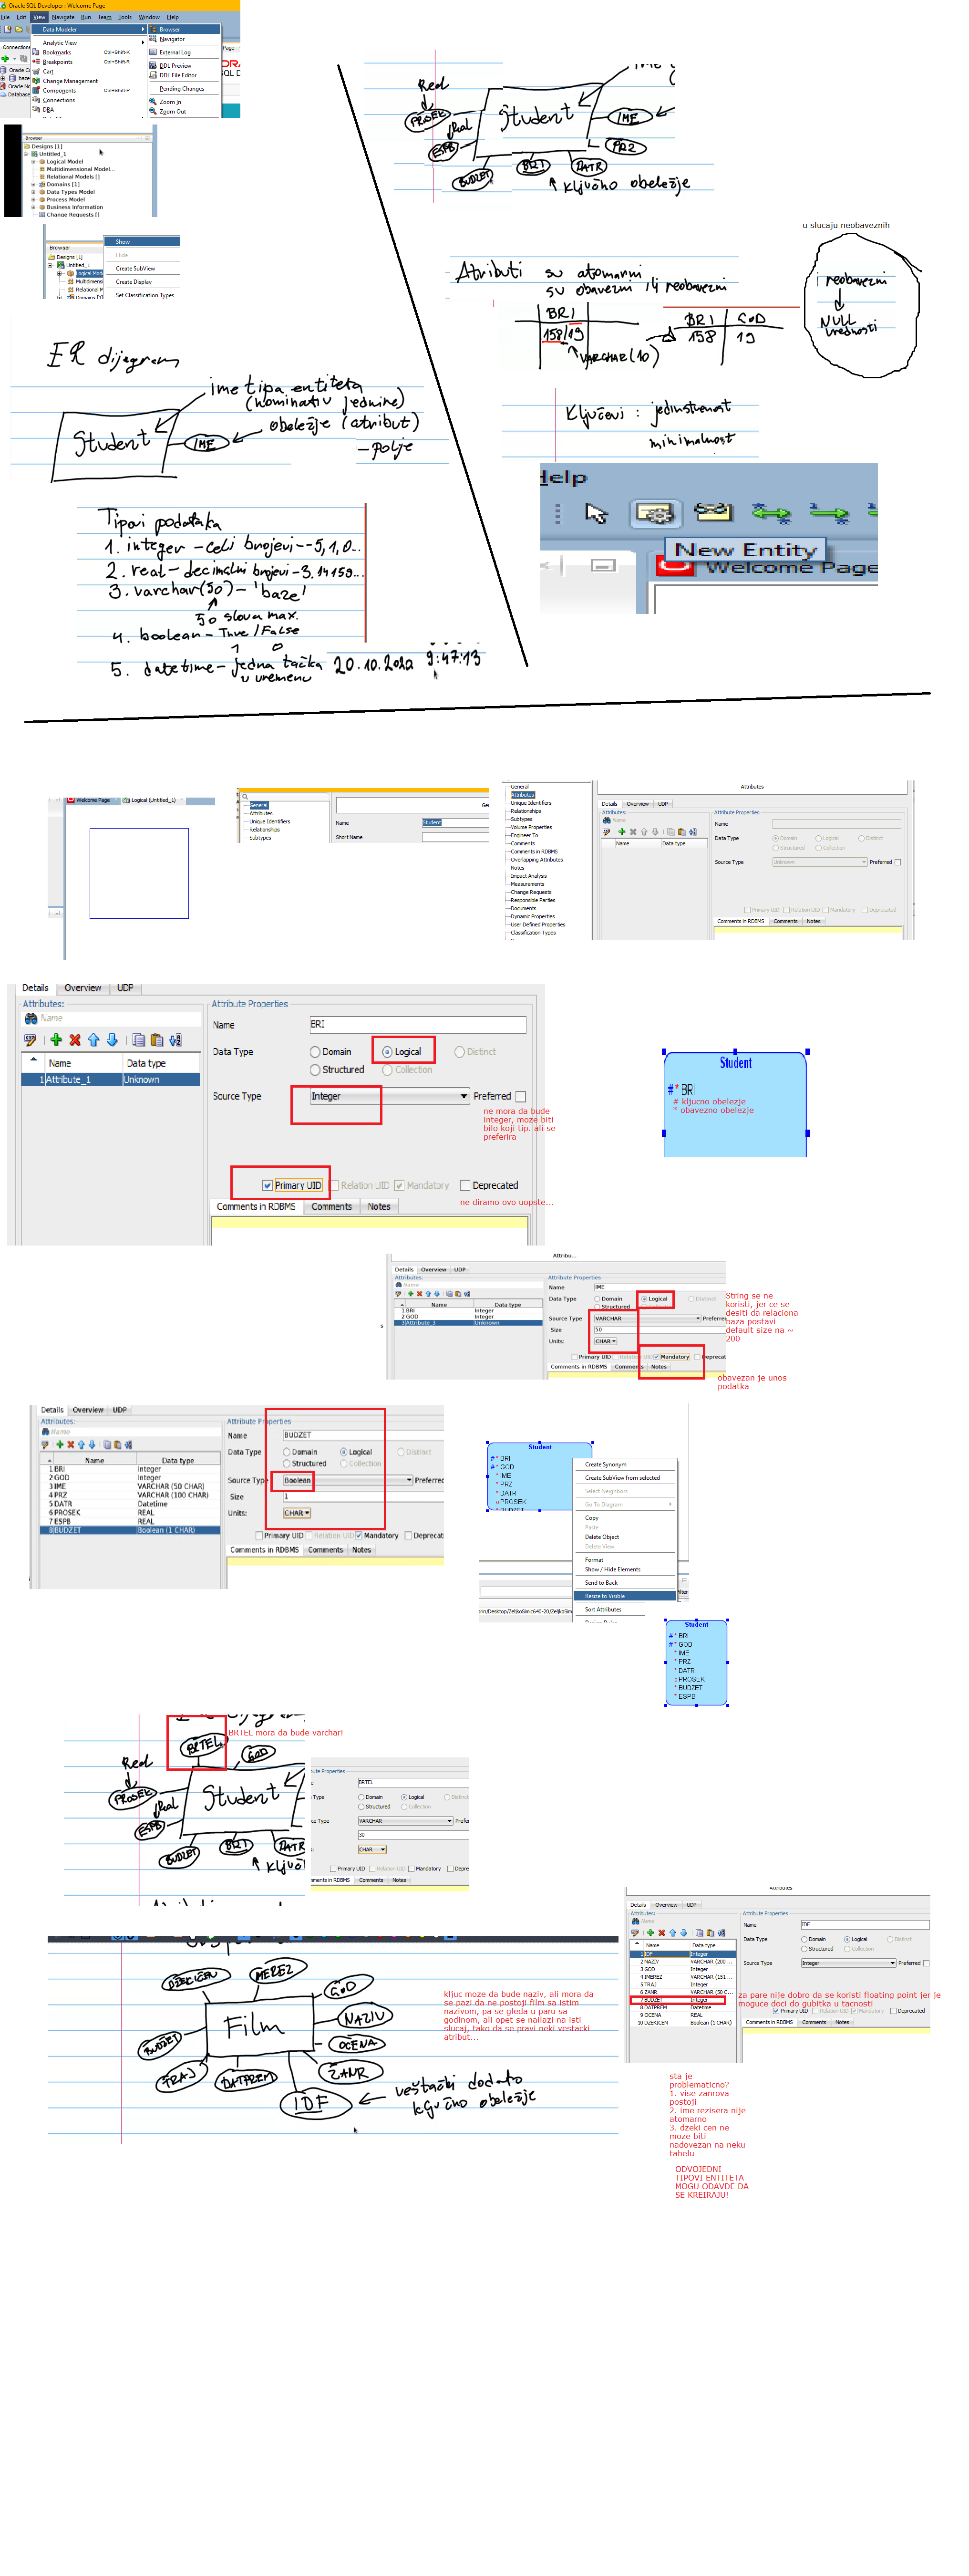 Oracle SQL Developer : Welcome Page
File Edit View Navigate Run Team Tools Window Help
Data Modeler
Analytic View
Bookmarks Ctrl+Shift-K
Breakpoints Ctrl+Shift-R
Cart
Change Management
Components Ctrl+Shift-P
Connections
DBA
Browser
Navigator
External Log
DDL Preview
DDL File Editor
Pending Changes
Zoom In
Zoom Out
Browser
Designs [1]
Untitled_1
Logical Model
Multidimensional Model...
Relational Models []
Domains [1]
Data Types Model
Process Model
Business Information
Change Requests []
Browser
Designs [1]
Untitled_1
Show
Hide
Create SubView
Create Display
Set Classification Types
ER dijagram
ime tipa entiteta
(nominativ jednine)
Student
IME
obeležje (atribut)
- polje
Tipovi podataka
1. integer - celi brojevi - -5,1,0...
2. real - decimalni brojevi - 3.14159...
3. varchar(50) - 'baze'
50 slova max.
4. boolean - True/False
1 0
5. datetime - jedna tačka 20.10.2022 9:47:13
u vremenu
Real
PROSEK
Student
IME
Real
ESPB
PRZ
BUDZET
BRI
DATR
ključno obeležje
u slucaju neobaveznih
neobavezni
NULL
vrednosti
Atributi su atomarni
su obavezni ili neobavezni
BRI
158/19
VARCHAR(10)
BRI GOD
158 19
Ključevi : jedinstvenost
minimalnost
Help
New Entity
Welcome Page
Welcome Page Logical (Untitled_1)
General
Attributes
Unique Identifiers
Relationships
Subtypes
Name Student
Short Name
General
Attributes
Unique Identifiers
Relationships
Subtypes
Volume Properties
Engineer To
Comments
Comments in RDBMS
Overlapping Attributes
Notes
Impact Analysis
Measurements
Change Requests
Responsible Parties
Documents
Dynamic Properties
User Defined Properties
Classification Types
Attributes
Details Overview UDP
Attributes: Attribute Properties
Name
Name
Data Type Domain Logical Distinct
Structured Collection
Name Data type
Source Type Unknown Preferred
Primary UID Relation UID Mandatory Deprecated
Comments in RDBMS Comments Notes
Details Overview UDP
Attributes: Attribute Properties
Name
Name BRI
Data Type Domain Logical Distinct
Structured Collection
Name Data type
1 Attribute_1 Unknown
Source Type Integer Preferred
ne mora da bude
integer, moze biti
bilo koji tip. ali se
preferira
Primary UID Relation UID Mandatory Deprecated
ne diramo ovo uopste...
Comments in RDBMS Comments Notes
Student
# * BRI
# kljucno obelezje
* obavezno obelezje
Attribu...
Details Overview UDP
Attributes: Attribute Properties
Name
Name IME
Data Type Domain Logical Distinct
Structured Collection
Name Data type
1 BRI Integer
2 GOD Integer
3 Attribute_3 Unknown
Source Type VARCHAR Preferre
Size 50
Units: CHAR
Primary UID Relation UID Mandatory Deprecat
Comments in RDBMS Comments Notes
String se ne
koristi, jer ce se
desiti da relaciona
baza postavi
default size na ~
200
obavezan je unos
podatka
Details Overview UDP
Attributes: Attribute Properties
Name
Name BUDZET
Data Type Domain Logical Distinct
Structured Collection
Name Data type
1 BRI Integer
2 GOD Integer
3 IME VARCHAR (50 CHAR)
4 PRZ VARCHAR (100 CHAR)
5 DATR Datetime
6 PROSEK REAL
7 ESPB REAL
8 BUDZET Boolean (1 CHAR)
Source Type Boolean Preferred
Size 1
Units: CHAR
Primary UID Relation UID Mandatory Deprecat
Comments in RDBMS Comments Notes
Student
# * BRI
# * GOD
* IME
* PRZ
* DATR
o PROSEK
Create Synonym
Create SubView from selected
Select Neighbors
Go To Diagram
Copy
Paste
Delete Object
Delete View
Format
Show / Hide Elements
Send to Back
Resize to Visible
Sort Attributes
Student
# * BRI
# * GOD
* IME
* PRZ
* DATR
o PROSEK
* BUDZET
* ESPB
BRTEL
BRTEL mora da bude varchar!
GOD
Real
PROSEK
Student
Real
ESPB
BUDZET
BRI
DATR
Attribute Properties
BRTEL
Type Domain Logical Distinct
Structured Collection
VARCHAR
30
CHAR
Primary UID Relation UID Mandatory Depre
Comments Notes
DZEKICEN
IMEREZ
GOD
Film
NAZIV
BUDZET
OCENA
TRAJ
DATPREM
ZANR
IDF
veštački dodato
ključno obeležje
kljuc moze da bude naziv, ali mora da
se pazi da ne postoji film sa istim
nazivom, pa se gleda u paru sa
godinom, ali opet se nailazi na isti
slucaj, tako da se pravi neki vestacki
atribut...
Details Overview UDP
Attributes: Attribute Properties
Name
Name IDF
Data Type Domain Logical Distinct
Structured Collection
Name Data type
1 IDF Integer
2 NAZIV VARCHAR (200 ...
3 GOD Integer
4 IMEREZ VARCHAR (151 ...
5 TRAJ Integer
6 ZANR VARCHAR (50 C...
7 BUDZET Integer
8 DATPREM Datetime
9 OCENA REAL
10 DZEKICEN Boolean (1 CHAR)
Source Type Integer Preferred
za pare nije dobro da se koristi floating point jer je
moguce doci do gubitka u tacnosti
Primary UID Relation UID Mandatory Deprecated
Comments in RDBMS Comments Notes
sta je
problematicno?
1. vise zanrova
postoji
2. ime rezisera nije
atomarno
3. dzeki cen ne
moze biti
nadovezan na neku
tabelu
ODVOJEDNI
TIPOVI ENTITETA
MOGU ODAVDE DA
SE KREIRAJU!